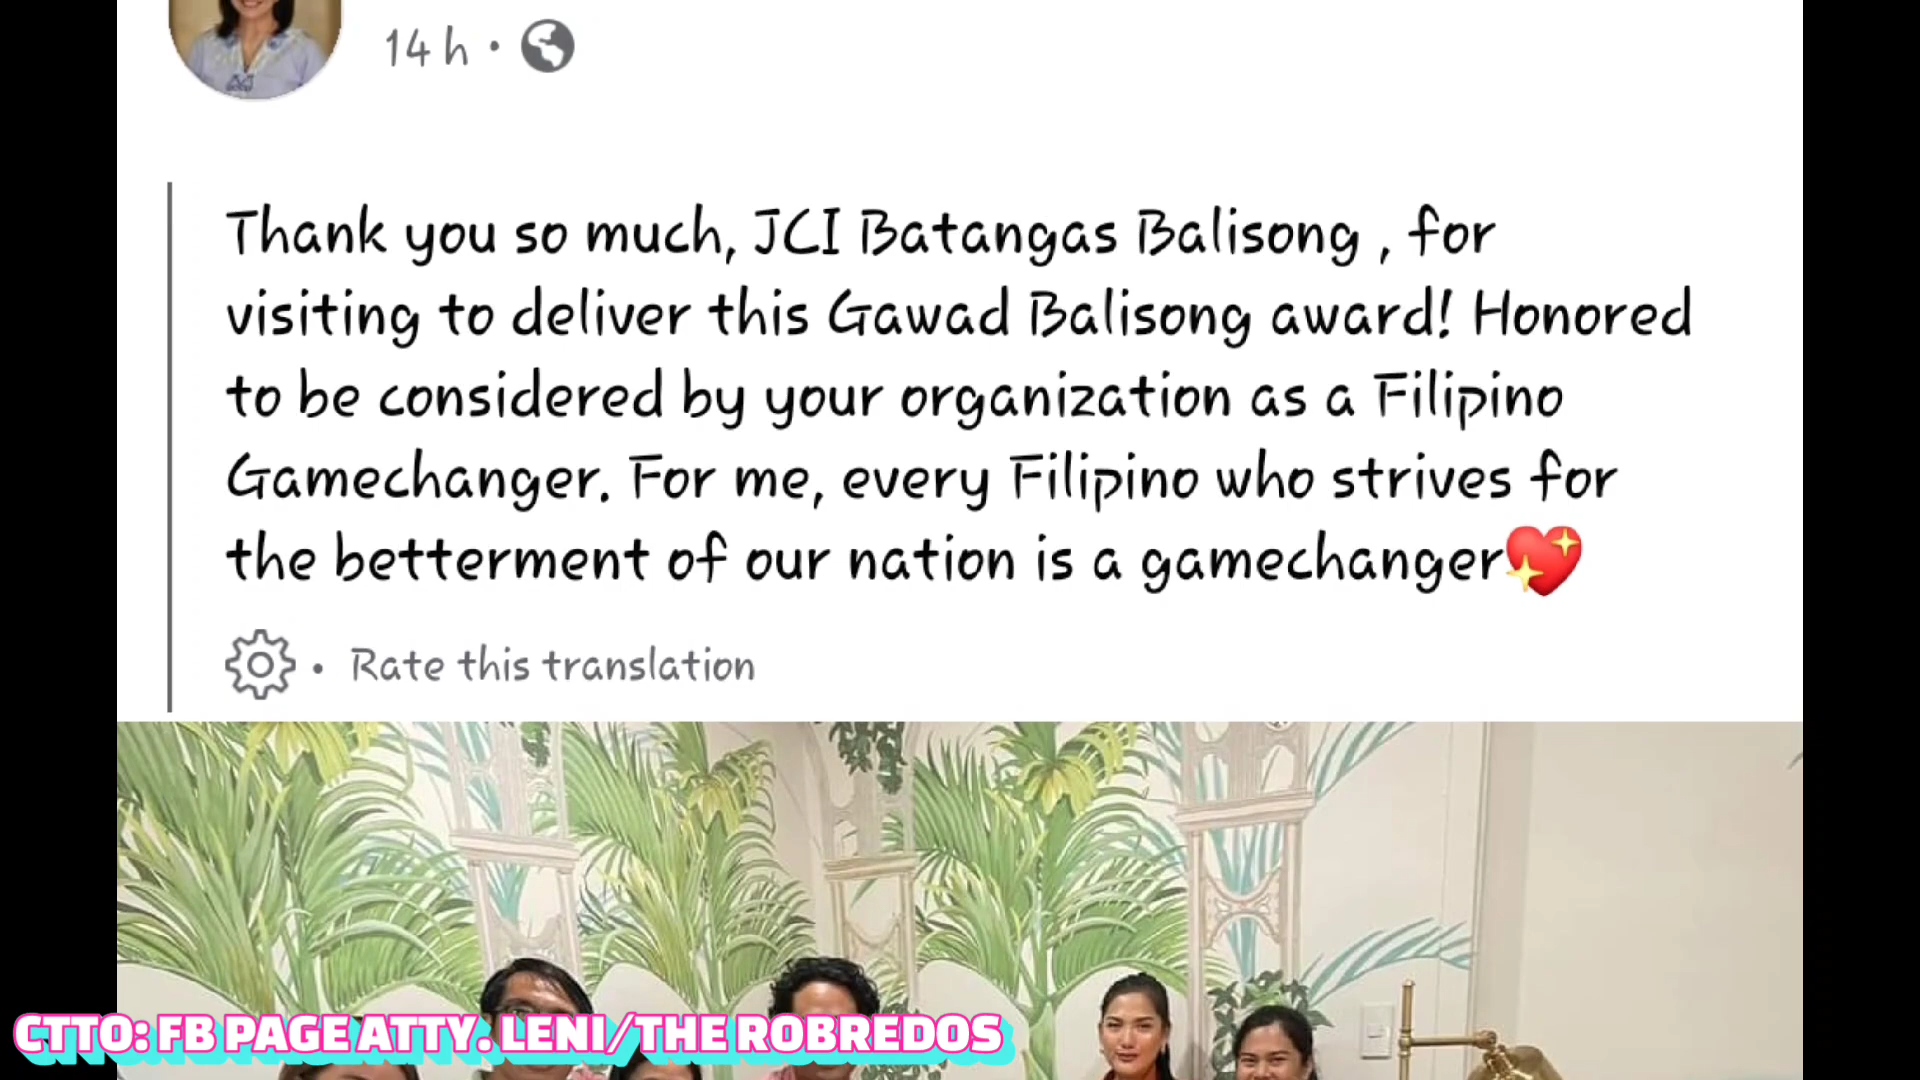 14 h ·
Thank you so much, JCI Batangas Balisong , for
visiting to deliver this Gawad Balisong award! Honored
to be considered by your organization as a Filipino
Gamechanger. For me, every Filipino who strives for
the betterment of our nation is a gamechanger💖
· Rate this translation
CTTO: FB PAGE ATTY. LENI/THE ROBREDOS